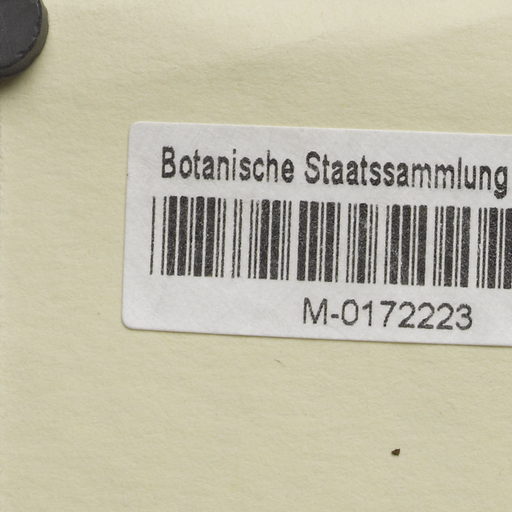 Botanische Staatssammlung
M-0172223